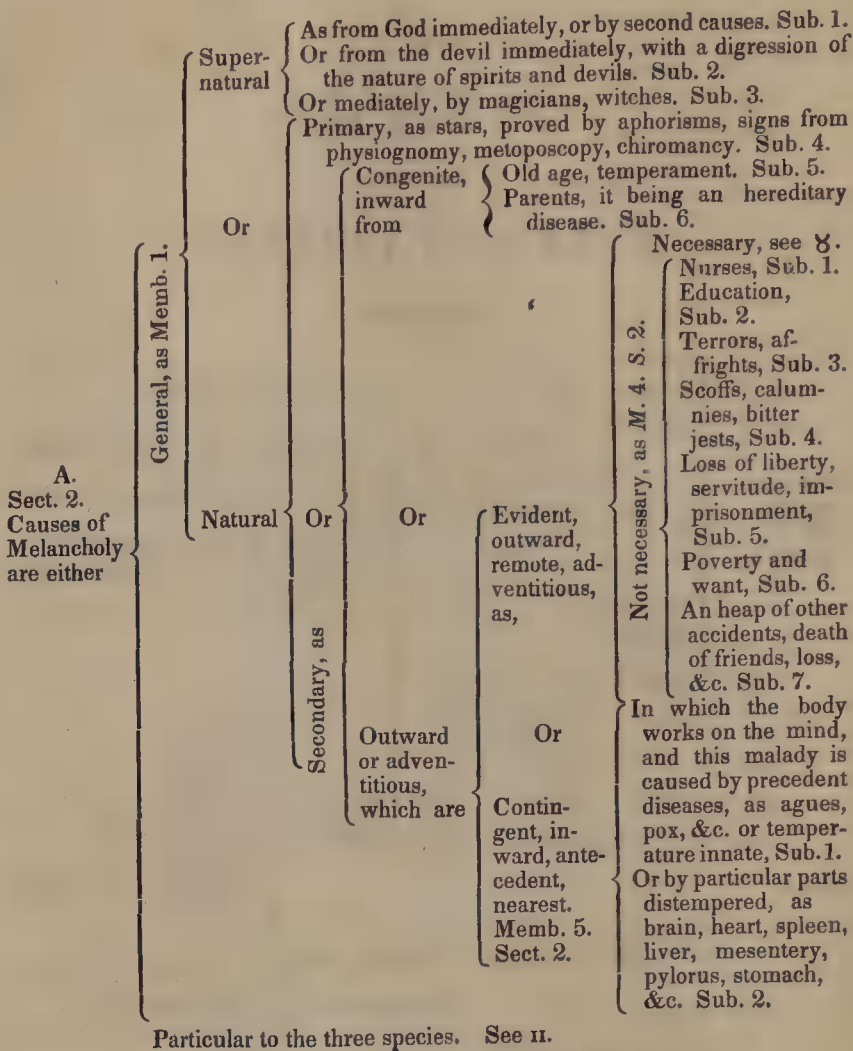 As from God immediately, or by second causes. Sub. 1.
Or from the devil immediately, with a digression of
the nature of spirits and devils. Sub. 2.
Or mediately, by magicians, witches. Sub. 3.
Super-
natural
Primary, as stars, proved by aphorisms, signs from
physiognomy, metoposcopy, chiromancy. Sub. 4.
Or
Congenite,
inward
from
Old age, temperament. Sub. 5.
Parents, it being an hereditary
disease. Sub. 6.
General, as Memb. 1.
A.
Sect. 2.
Causes of
Melancholy
are either
Natural
Or
Or
Secondary, as
Outward
or adven-
titious,
which are
Evident,
outward,
remote, ad-
ventitious,
as,
Necessary, see ♉.
Not necessary, as M. 4. S. 2.
Nurses, Sub. 1.
Education,
Sub. 2.
Terrors, af-
frights, Sub. 3.
Scoffs, calum-
nies, bitter
jests, Sub. 4.
Loss of liberty,
servitude, im-
prisonment,
Sub. 5.
Poverty and
want, Sub. 6.
An heap of other
accidents, death
of friends, loss,
&c. Sub. 7.
Or
Contin-
gent, in-
ward, ante-
cedent,
nearest.
Memb. 5.
Sect. 2.
In which the body
works on the mind,
and this malady is
caused by precedent
diseases, as agues,
pox, &c. or temper-
ature innate, Sub. 1.
Or by particular parts
distempered, as
brain, heart, spleen,
liver, mesentery,
pylorus, stomach,
&c. Sub. 2.
Particular to the three species. See II.